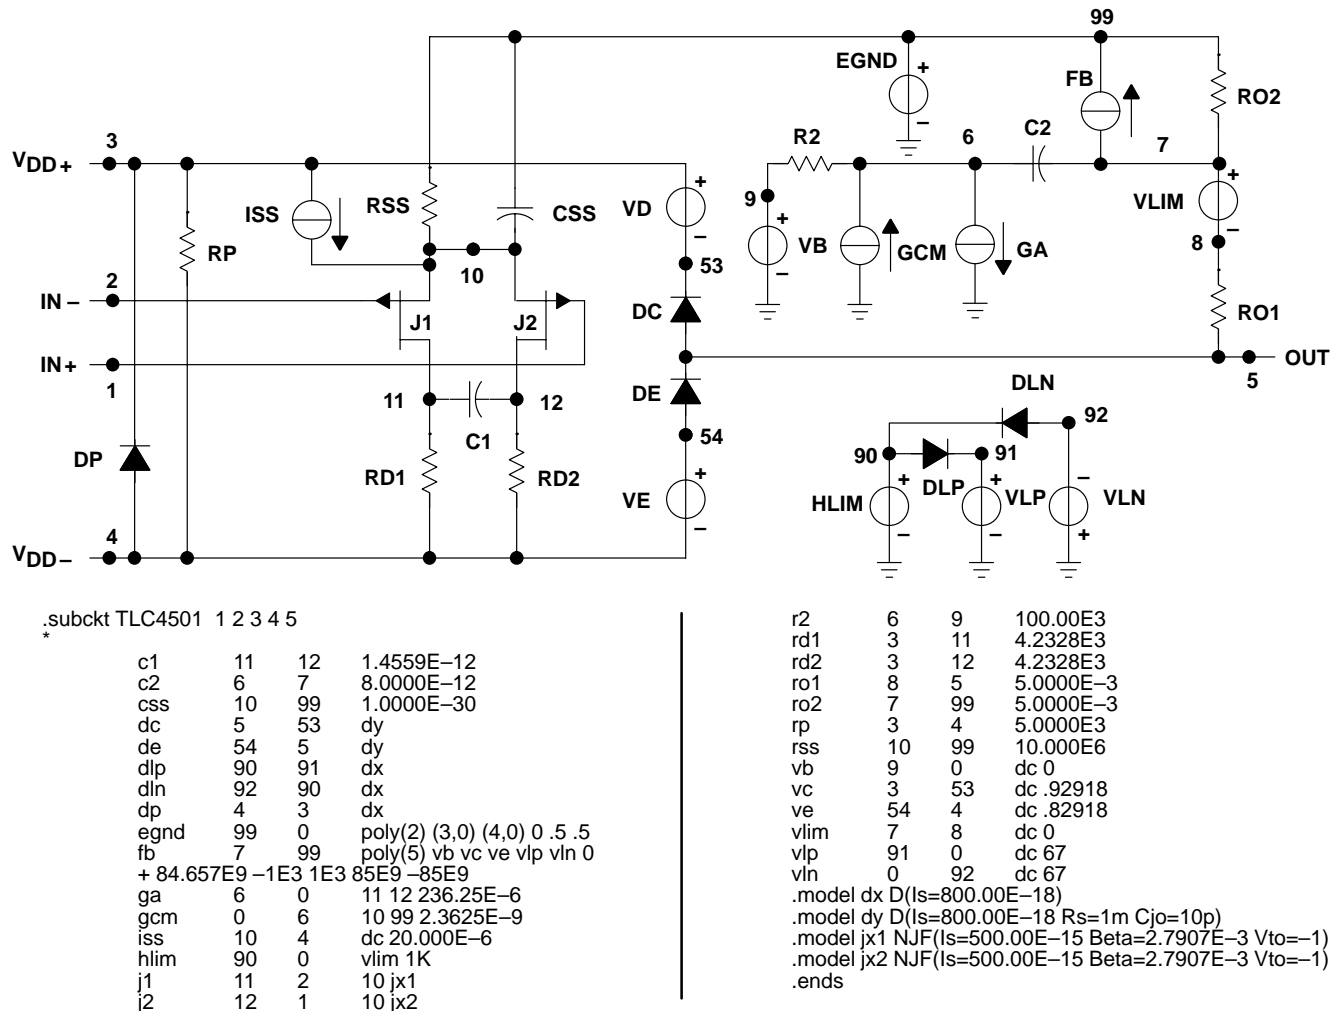 99
EGND
+
–
FB
RO2
3
VDD+
R2
6
C2
7
ISS
RSS
CSS
VD
+
–
9
+
VB
–
GCM
GA
VLIM
+
–
8
RP
10
53
2
IN –
J1
J2
DC
RO1
IN+
1
OUT
5
11
12
DE
DLN
92
C1
54
90
91
DP
RD1
RD2
VE
+
–
HLIM
+
–
DLP
+
–
VLP
–
+
VLN
4
VDD –
.subckt TLC4501 1 2 3 4 5
*
c1 11 12 1.4559E–12
c2 6 7 8.0000E–12
css 10 99 1.0000E–30
dc 5 53 dy
de 54 5 dy
dlp 90 91 dx
dln 92 90 dx
dp 4 3 dx
egnd 99 0 poly(2) (3,0) (4,0) 0 .5 .5
fb 7 99 poly(5) vb vc ve vlp vln 0
+ 84.657E9 –1E3 1E3 85E9 –85E9
ga 6 0 11 12 236.25E–6
gcm 0 6 10 99 2.3625E–9
iss 10 4 dc 20.000E–6
hlim 90 0 vlim 1K
j1 11 2 10 jx1
j2 12 1 10 jx2
r2 6 9 100.00E3
rd1 3 11 4.2328E3
rd2 3 12 4.2328E3
ro1 8 5 5.0000E–3
ro2 7 99 5.0000E–3
rp 3 4 5.0000E3
rss 10 99 10.000E6
vb 9 0 dc 0
vc 3 53 dc .92918
ve 54 4 dc .82918
vlim 7 8 dc 0
vlp 91 0 dc 67
vln 0 92 dc 67
.model dx D(Is=800.00E–18)
.model dy D(Is=800.00E–18 Rs=1m Cjo=10p)
.model jx1 NJF(Is=500.00E–15 Beta=2.7907E–3 Vto=–1)
.model jx2 NJF(Is=500.00E–15 Beta=2.7907E–3 Vto=–1)
.ends